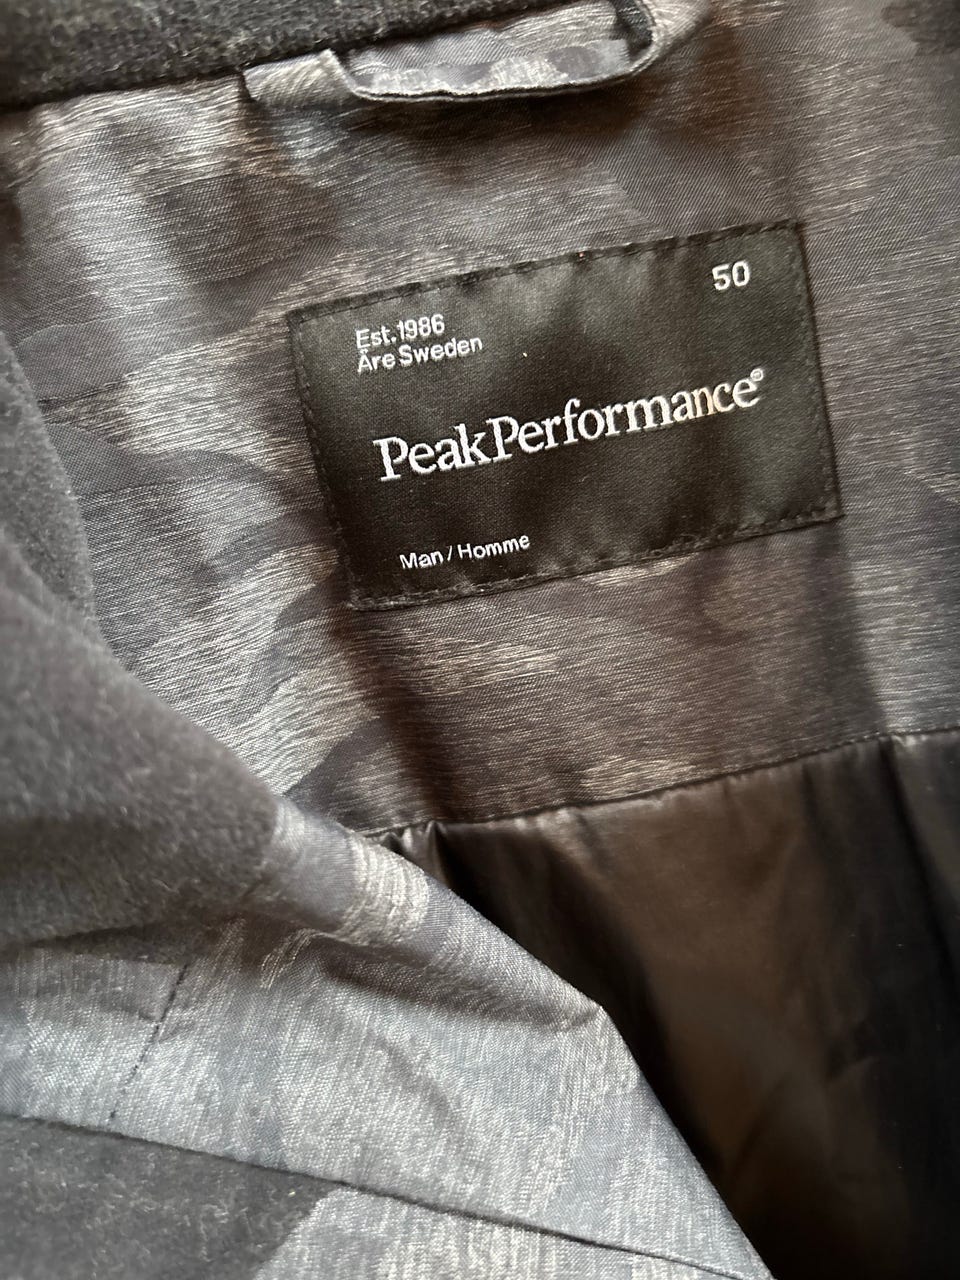 50
Est.1986
Åre Sweden
PeakPerformance®
Man / Homme